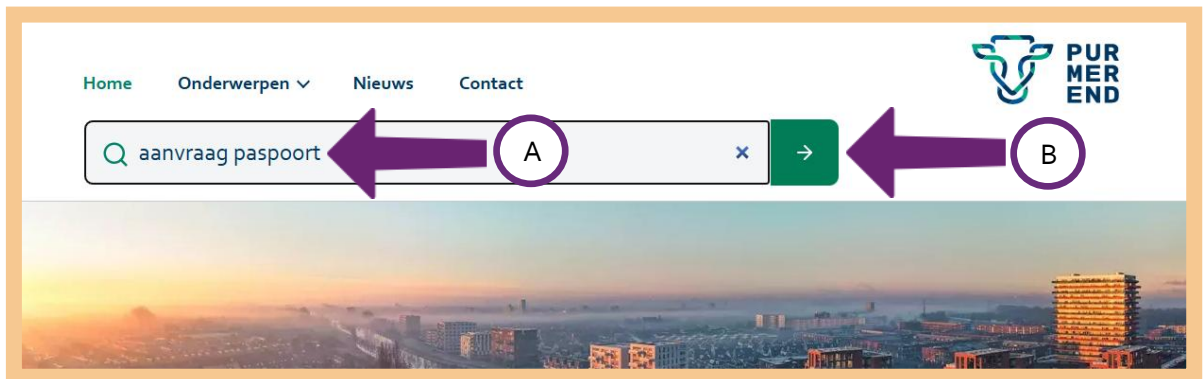 Home Onderwerpen Nieuws Contact
PUR
MER
END
aanvraag paspoort A × → B